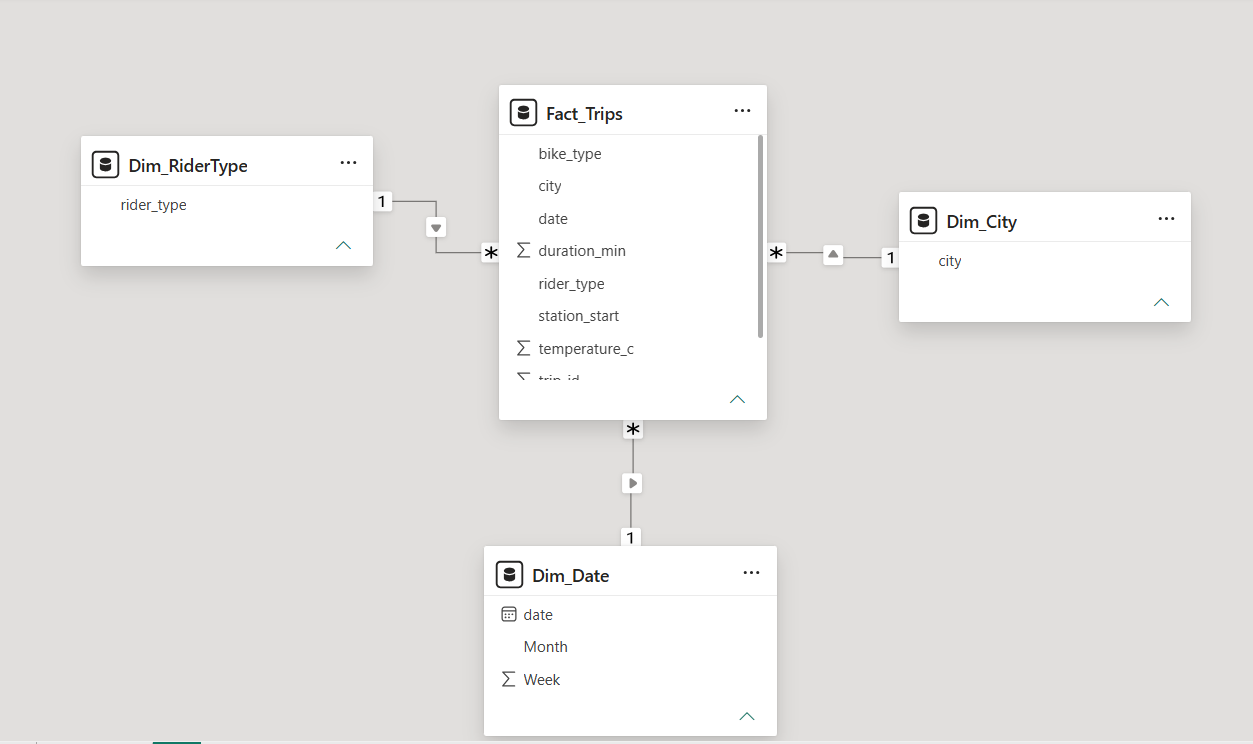 Fact_Trips
bike_type
city
date
duration_min
rider_type
station_start
temperature_c
trip_id
Dim_RiderType
rider_type
1
*
*
1
Dim_City
city
*
1
Dim_Date
date
Month
Week